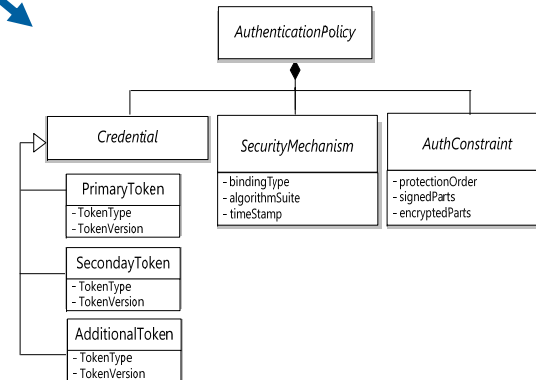 AuthenticationPolicy
Credential
SecurityMechanism
- bindingType
- algorithmSuite
- timeStamp
AuthConstraint
- protectionOrder
- signedParts
- encryptedParts
PrimaryToken
- TokenType
- TokenVersion
SecondayToken
- TokenType
- TokenVersion
AdditionalToken
- TokenType
- TokenVersion